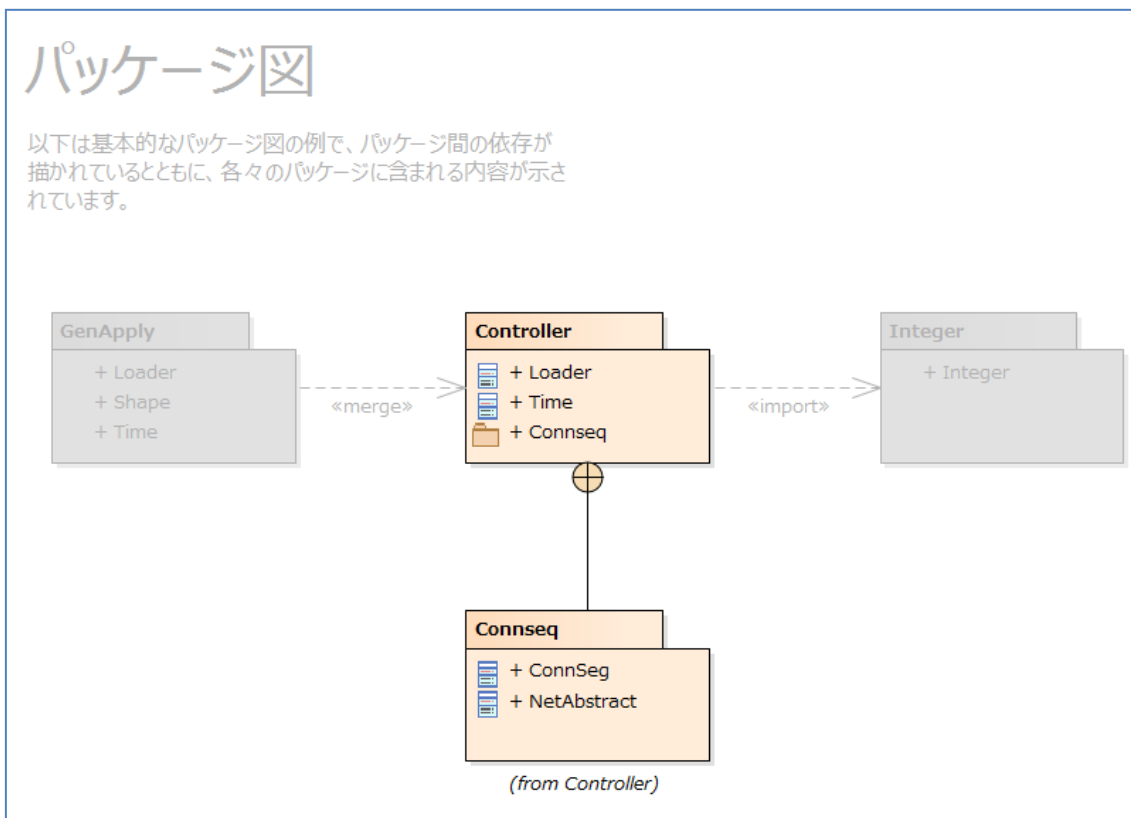 パッケージ図
以下は基本的なパッケージ図の例で、パッケージ間の依存が
描かれているとともに、各々のパッケージに含まれる内容が示さ
れています。
GenApply
+ Loader
+ Shape
+ Time
«merge»
Controller
+ Loader
+ Time
+ Connseq
«import»
Integer
+ Integer
Connseq
+ ConnSeg
+ NetAbstract
(from Controller)